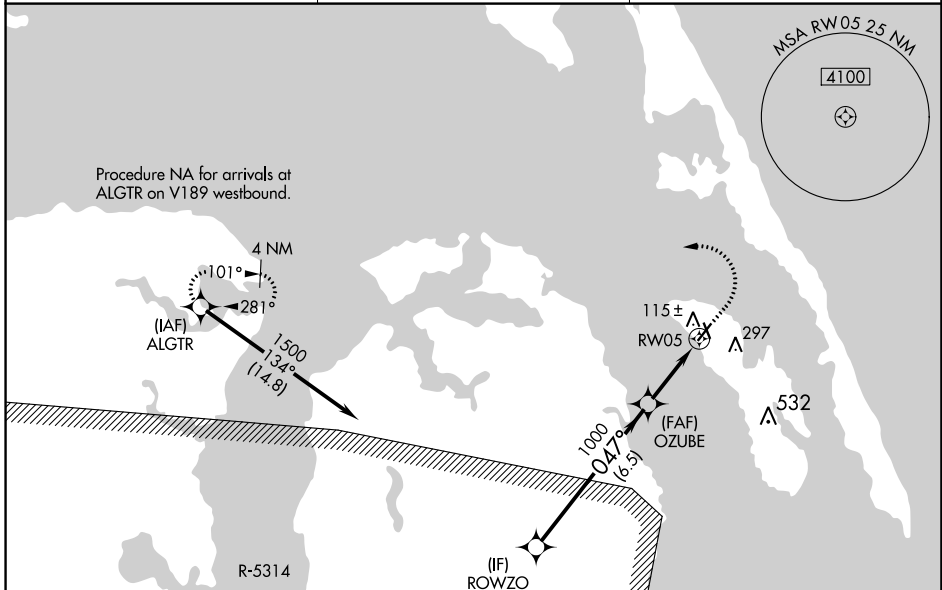 MSA RW05 25 NM
4100
Procedure NA for arrivals at
ALGTR on V189 westbound.
4 NM
101°
281°
(IAF)
ALGTR
1500
134°
(14.8)
115±
RW05
297
532
(FAF)
OZUBE
1000
047°
(6.5)
(IF)
ROWZO
R-5314